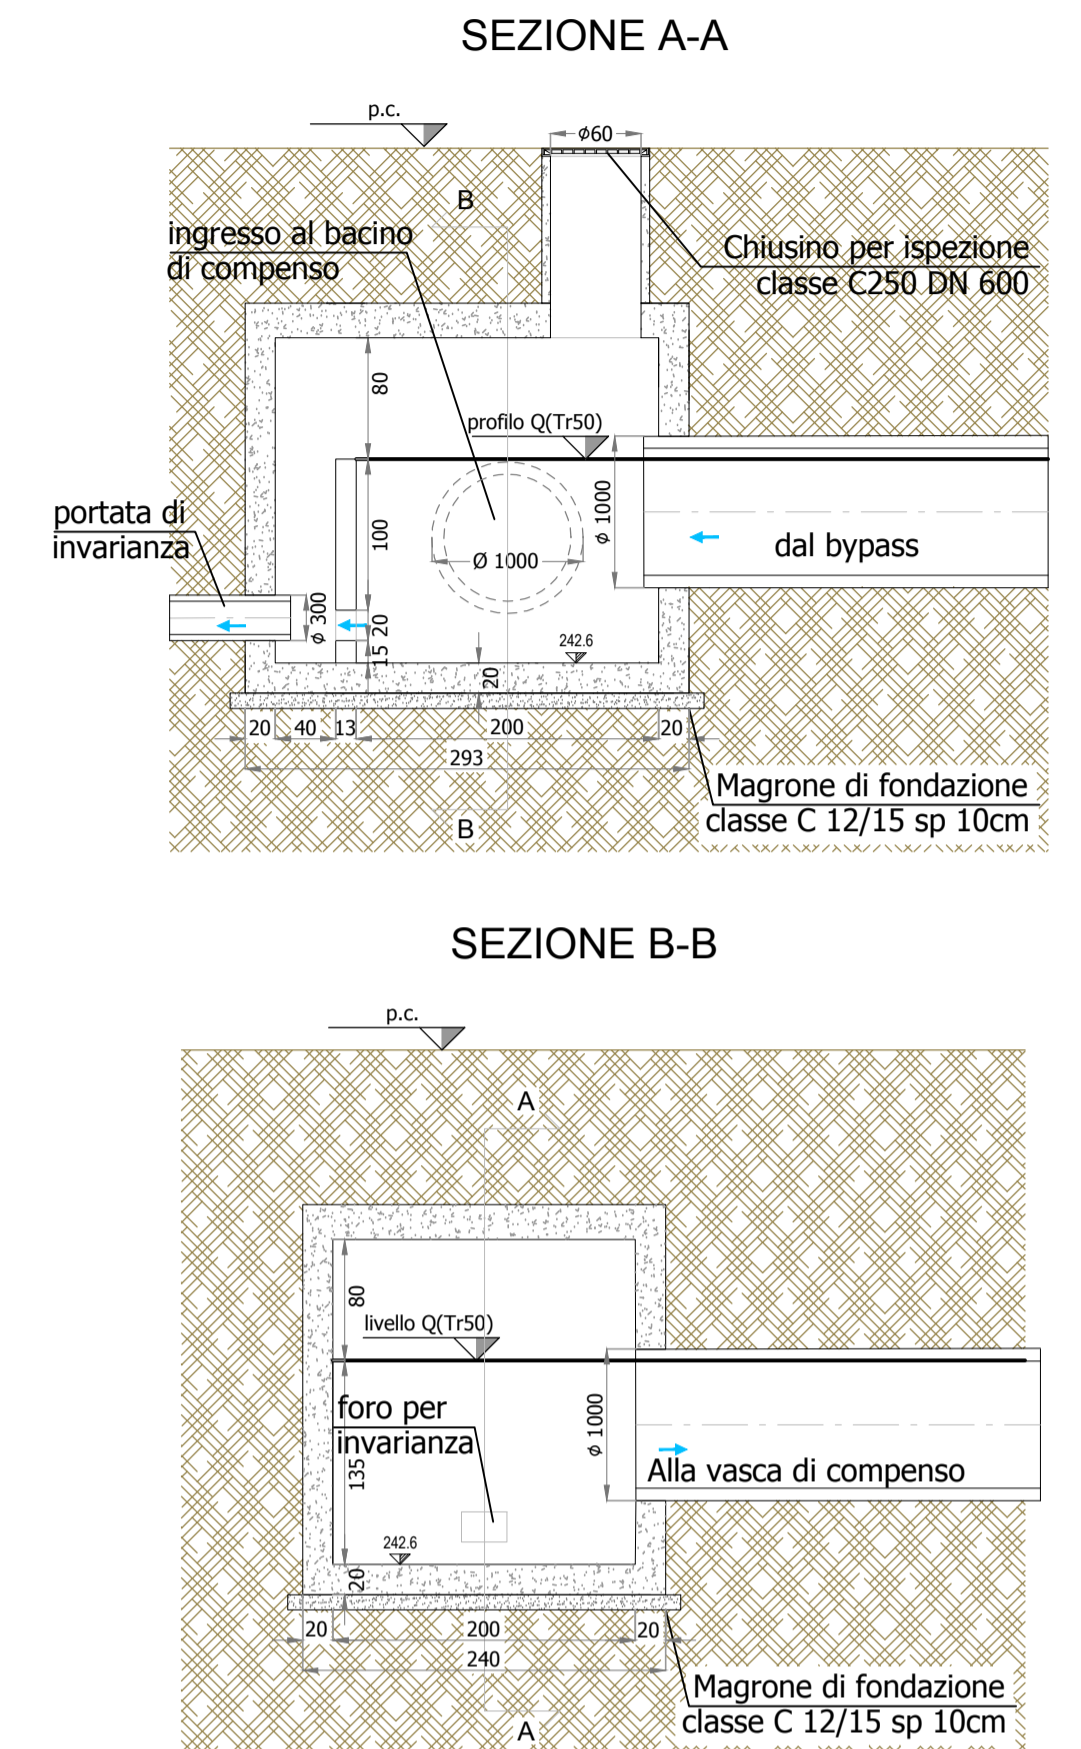 SEZIONE A-A
p.c.
ϕ60
B
ingresso al bacino
di compenso
Chiusino per ispezione
classe C250 DN 600
80
profilo Q(Tr50)
portata di
invarianza
100
ϕ 1000
Ø 1000
dal bypass
ϕ 300
20
15
242.6
20
20
40
13
200
20
293
Magrone di fondazione
classe C 12/15 sp 10cm
B
SEZIONE B-B
p.c.
A
80
livello Q(Tr50)
foro per
invarianza
135
ϕ 1000
Alla vasca di compenso
242.6
20
20
200
20
240
Magrone di fondazione
classe C 12/15 sp 10cm
A